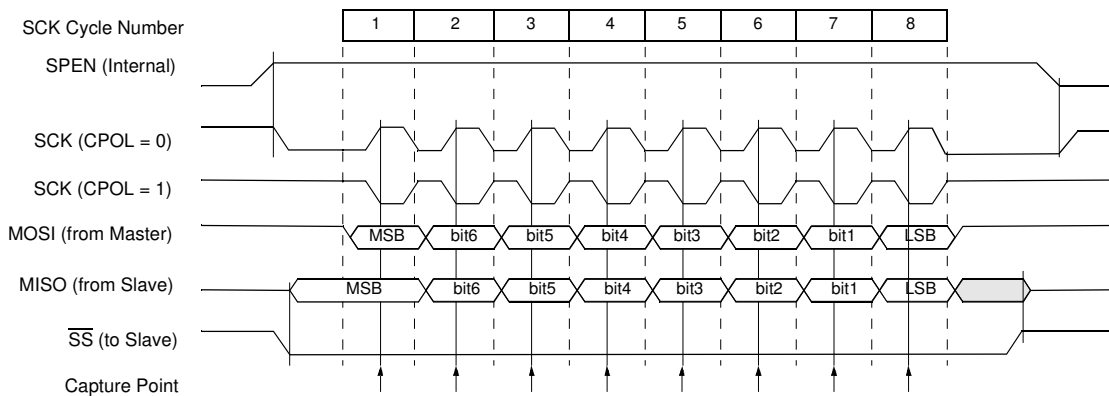 SCK Cycle Number 1 2 3 4 5 6 7 8
SPEN (Internal)
SCK (CPOL = 0)
SCK (CPOL = 1)
MOSI (from Master) MSB bit6 bit5 bit4 bit3 bit2 bit1 LSB
MISO (from Slave) MSB bit6 bit5 bit4 bit3 bit2 bit1 LSB
SS (to Slave)
Capture Point